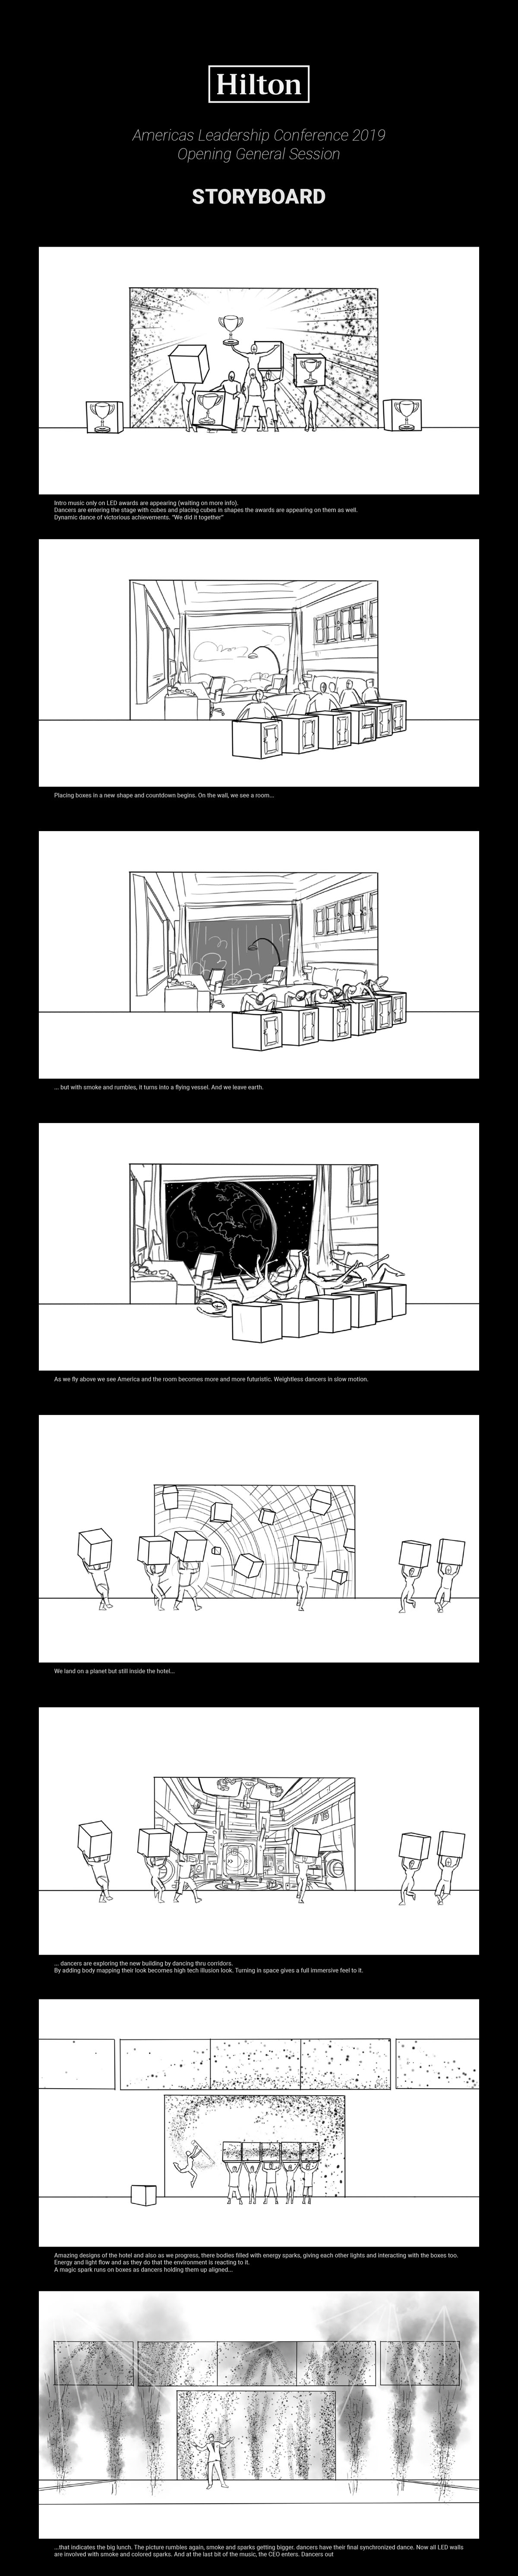 Hilton
Americas Leadership Conference 2019
Opening General Session
STORYBOARD
Intro music only on LED awards are appearing (waiting on more info).
Dancers are entering the stage with cubes and placing cubes in shapes the awards are appearing on them as well.
Dynamic dance of victorious achievements. "We did it together"
Placing boxes in a new shape and countdown begins. On the wall, we see a room...
... but with smoke and rumbles, it turns into a flying vessel. And we leave earth.
As we fly above we see America and the room becomes more and more futuristic. Weightless dancers in slow motion.
We land on a planet but still inside the hotel...
... dancers are exploring the new building by dancing thru corridors.
By adding body mapping their look becomes high tech illusion look. Turning in space gives a full immersive feel to it.
Amazing designs of the hotel and also as we progress, there bodies filled with energy sparks, giving each other lights and interacting with the boxes too.
Energy and light flow and as they do that the environment is reacting to it.
A magic spark runs on boxes as dancers holding them up aligned...
...that indicates the big lunch. The picture rumbles again, smoke and sparks getting bigger. dancers have their final synchronized dance. Now all LED walls
are involved with smoke and colored sparks. And at the last bit of the music, the CEO enters. Dancers out